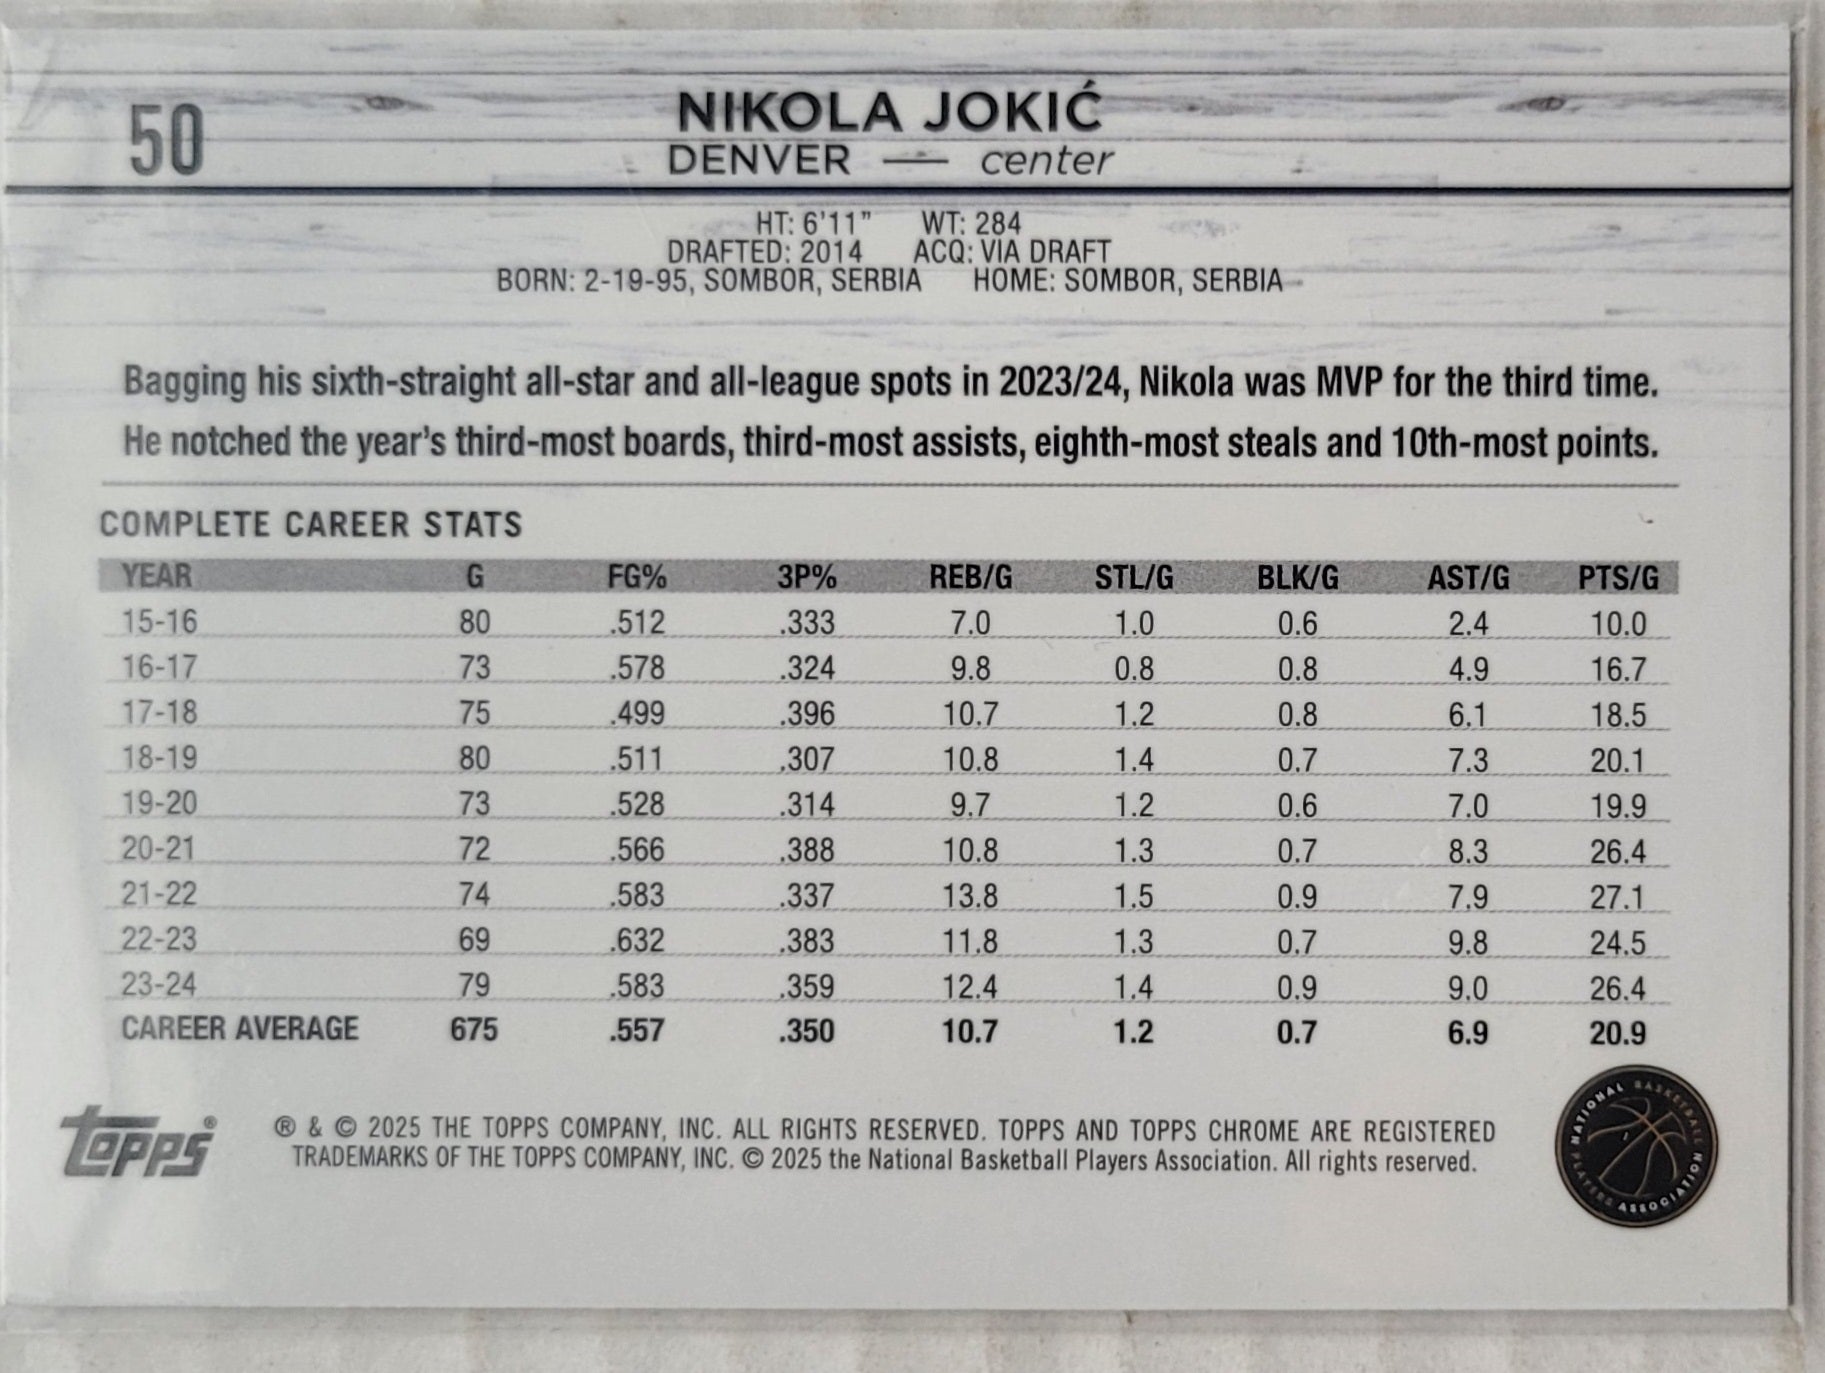 50
NIKOLA JOKIĆ
DENVER — center
HT: 6'11" WT: 284
DRAFTED: 2014 ACQ: VIA DRAFT
BORN: 2-19-95, SOMBOR, SERBIA HOME: SOMBOR, SERBIA
Bagging his sixth-straight all-star and all-league spots in 2023/24, Nikola was MVP for the third time.
He notched the year's third-most boards, third-most assists, eighth-most steals and 10th-most points.
COMPLETE CAREER STATS
YEAR G FG% 3P% REB/G STL/G BLK/G AST/G PTS/G
15-16 80 .512 .333 7.0 1.0 0.6 2.4 10.0
16-17 73 .578 .324 9.8 0.8 0.8 4.9 16.7
17-18 75 .499 .396 10.7 1.2 0.8 6.1 18.5
18-19 80 .511 .307 10.8 1.4 0.7 7.3 20.1
19-20 73 .528 .314 9.7 1.2 0.6 7.0 19.9
20-21 72 .566 .388 10.8 1.3 0.7 8.3 26.4
21-22 74 .583 .337 13.8 1.5 0.9 7.9 27.1
22-23 69 .632 .383 11.8 1.3 0.7 9.8 24.5
23-24 79 .583 .359 12.4 1.4 0.9 9.0 26.4
CAREER AVERAGE 675 .557 .350 10.7 1.2 0.7 6.9 20.9
topps®
® & © 2025 THE TOPPS COMPANY, INC. ALL RIGHTS RESERVED. TOPPS AND TOPPS CHROME ARE REGISTERED
TRADEMARKS OF THE TOPPS COMPANY, INC. © 2025 the National Basketball Players Association. All rights reserved.
NATIONAL BASKETBALL
PLAYERS ASSOCIATION